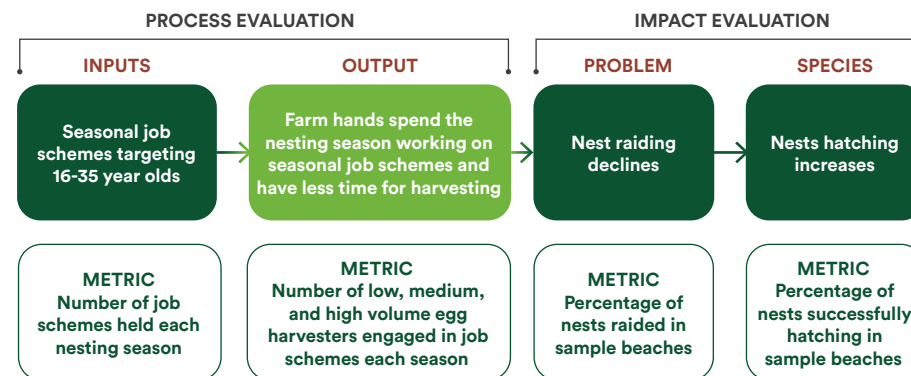 PROCESS EVALUATION
IMPACT EVALUATION
INPUTS
OUTPUT
PROBLEM
SPECIES
Seasonal job
schemes targeting
16-35 year olds
Farm hands spend the
nesting season working on
seasonal job schemes and
have less time for harvesting
Nest raiding
declines
Nests hatching
increases
METRIC
Number of job
schemes held each
nesting season
METRIC
Number of low, medium,
and high volume egg
harvesters engaged in job
schemes each season
METRIC
Percentage of
nests raided in
sample beaches
METRIC
Percentage of
nests successfully
hatching in
sample beaches